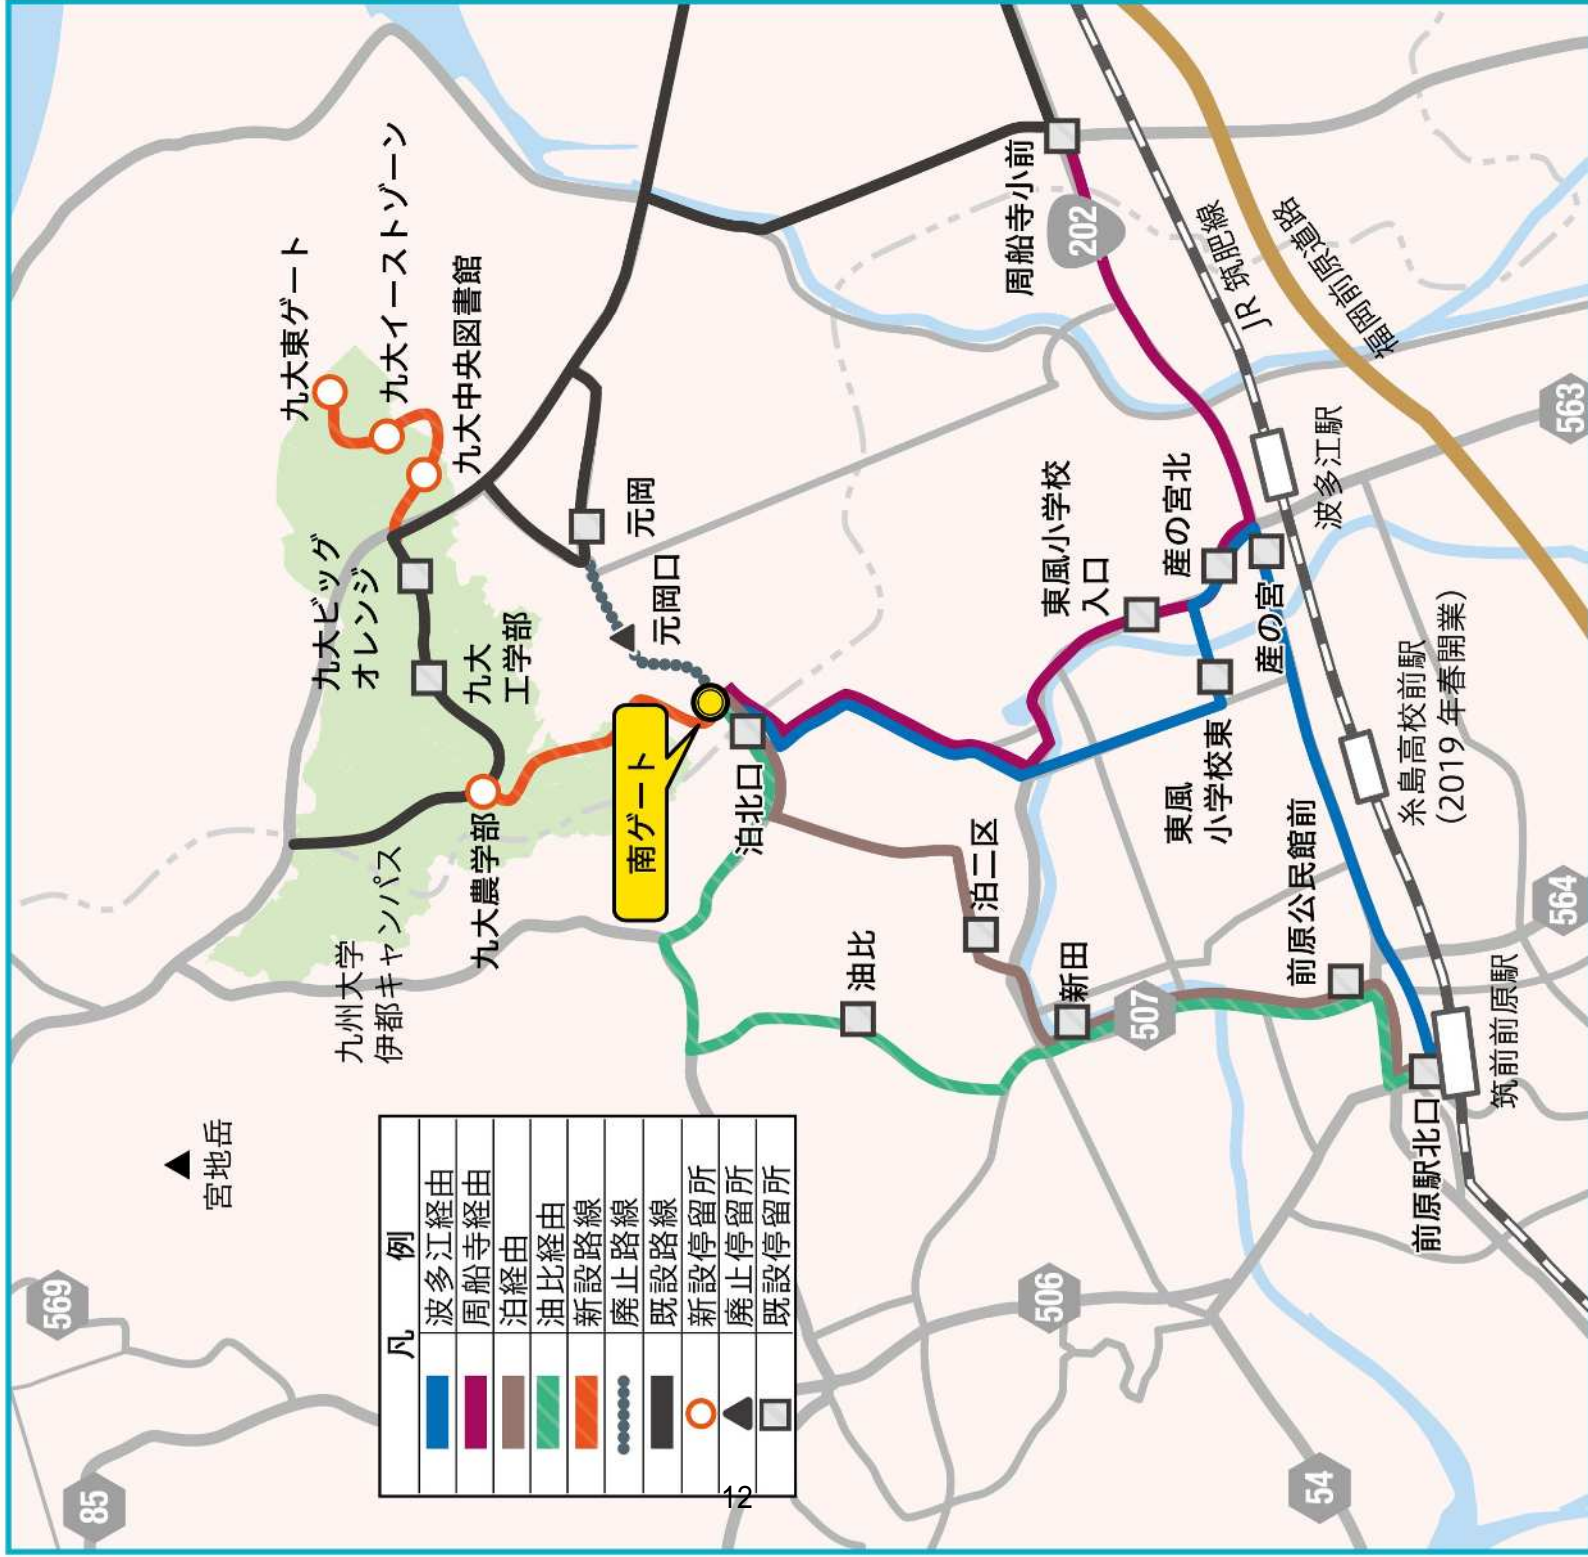 九大東ゲート
九大イーストゾーン
九大中央図書館
九大ビッグ
オレンジ
九大
工学部
九大農学部
九州大学
伊都キャンパス
元岡
元岡口
南ゲート
泊北口
泊二区
油比
新田
周船寺小前
202
JR 筑肥線
福岡前原道路
東風小学校
入口
産の宮北
産の宮
波多江駅
563
東風
小学校東
糸島高校前駅
（2019 年春開業）
前原公民館前
564
507
筑前前原駅
前原駅北口
宮地岳
569
85
506
54
凡 例
波多江経由
周船寺経由
泊経由
油比経由
新設路線
廃止路線
既設路線
新設停留所
廃止停留所
既設停留所
12